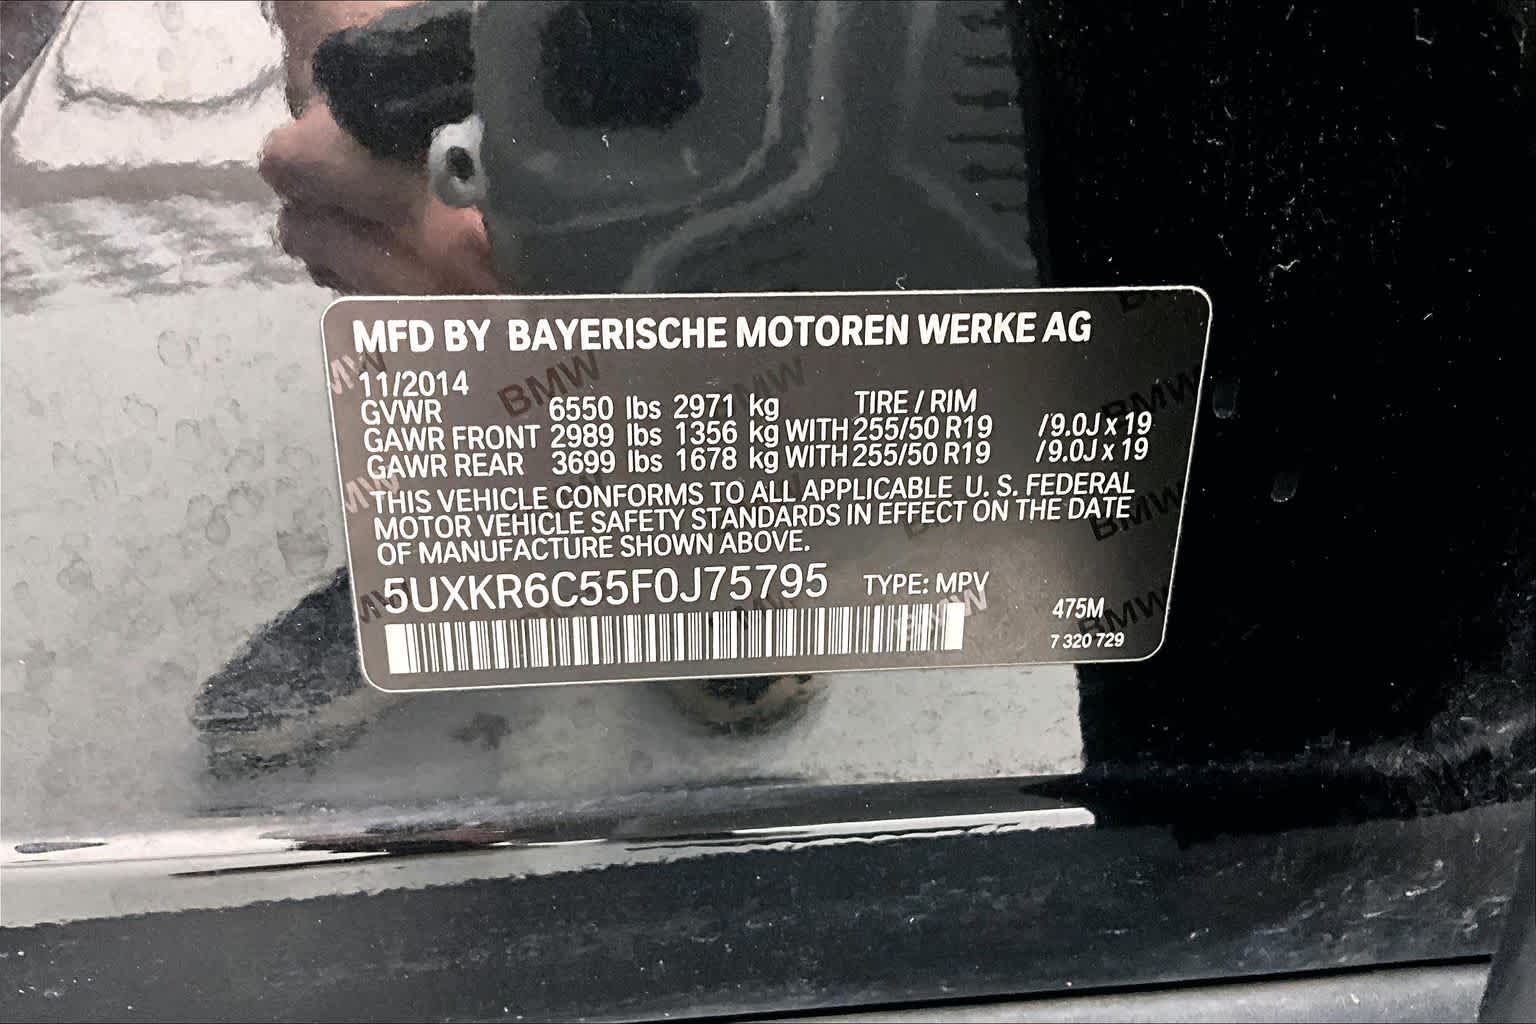 MFD BY BAYERISCHE MOTOREN WERKE AG
11/2014
GVWR 6550 lbs 2971 kg TIRE / RIM
GAWR FRONT 2989 lbs 1356 kg WITH 255/50 R19 /9.0J x 19
GAWR REAR 3699 lbs 1678 kg WITH 255/50 R19 /9.0J x 19
THIS VEHICLE CONFORMS TO ALL APPLICABLE U. S. FEDERAL
MOTOR VEHICLE SAFETY STANDARDS IN EFFECT ON THE DATE
OF MANUFACTURE SHOWN ABOVE.
5UXKR6C55F0J75795 TYPE: MPV
475M
7 320 729